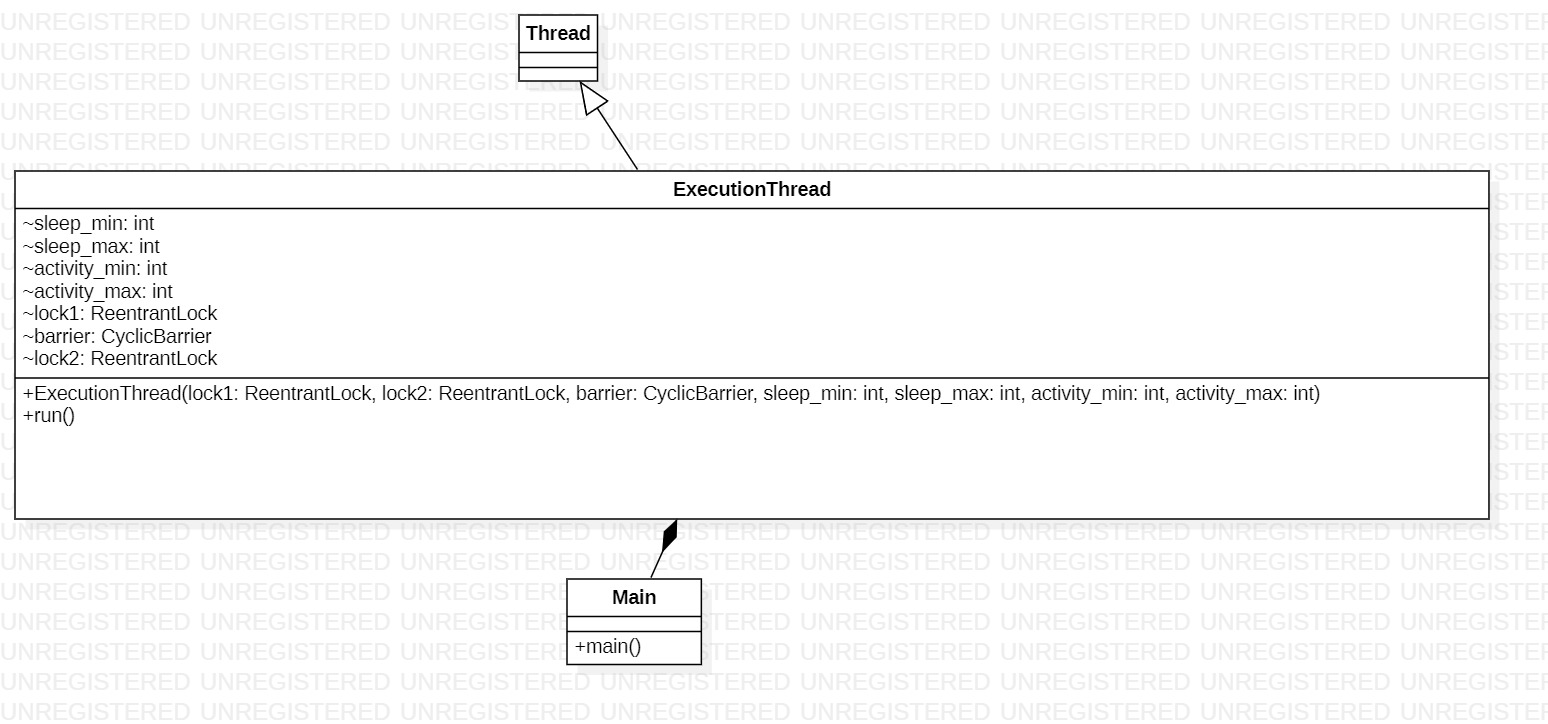 Thread
ExecutionThread
~sleep_min: int
~sleep_max: int
~activity_min: int
~activity_max: int
~lock1: ReentrantLock
~barrier: CyclicBarrier
~lock2: ReentrantLock
+ExecutionThread(lock1: ReentrantLock, lock2: ReentrantLock, barrier: CyclicBarrier, sleep_min: int, sleep_max: int, activity_min: int, activity_max: int)
+run()
Main
+main()
UNREGISTERED